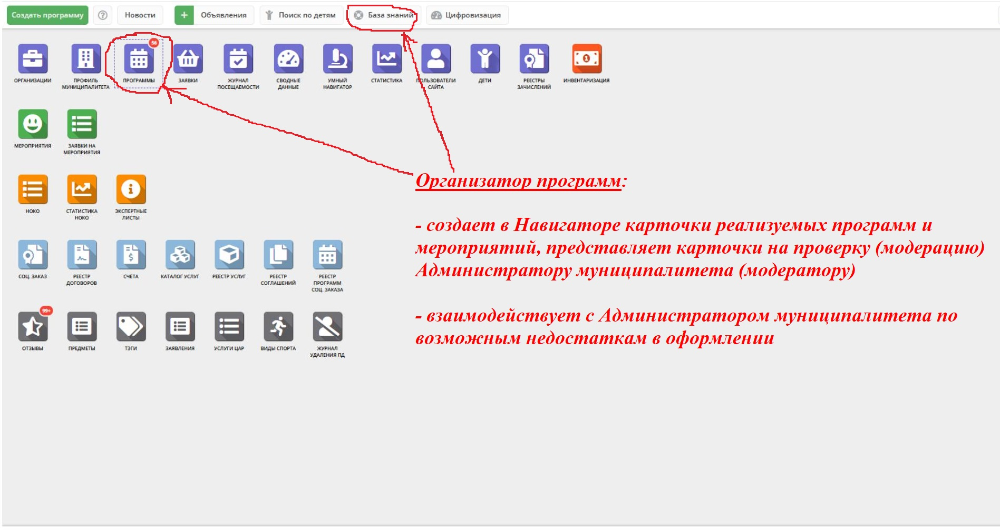 Создать программу
?
Новости
+
Объявления
Поиск по детям
База знаний
Цифровизация
ОРГАНИЗАЦИИ
ПРОФИЛЬ
МУНИЦИПАЛИТЕТА
56
ПРОГРАММЫ
ЗАЯВКИ
ЖУРНАЛ
ПОСЕЩАЕМОСТИ
СВОДНЫЕ
ДАННЫЕ
УМНЫЙ
НАВИГАТОР
СТАТИСТИКА
ПОЛЬЗОВАТЕЛИ
САЙТА
ДЕТИ
РЕЕСТРЫ
ЗАЧИСЛЕНИЙ
1
ИНВЕНТАРИЗАЦИЯ
МЕРОПРИЯТИЯ
ЗАЯВКИ НА
МЕРОПРИЯТИЯ
НОКО
СТАТИСТИКА
НОКО
ЭКСПЕРТНЫЕ
ЛИСТЫ
СОЦ. ЗАКАЗ
РЕЕСТР
ДОГОВОРОВ
$
СЧЕТА
КАТАЛОГ УСЛУГ
РЕЕСТР УСЛУГ
РЕЕСТР
СОГЛАШЕНИЙ
РЕЕСТР
ПРОГРАММ
СОЦ. ЗАКАЗА
99+
ОТЗЫВЫ
ПРЕДМЕТЫ
ТЭГИ
ЗАЯВЛЕНИЯ
УСЛУГИ ЦАР
ВИДЫ СПОРТА
ЖУРНАЛ
УДАЛЕНИЯ ПД
Организатор программ:
- создает в Навигаторе карточки реализуемых программ и
мероприятий, представляет карточки на проверку (модерацию)
Администратору муниципалитета (модератору)
- взаимодействует с Администратором муниципалитета по
возможным недостаткам в оформлении